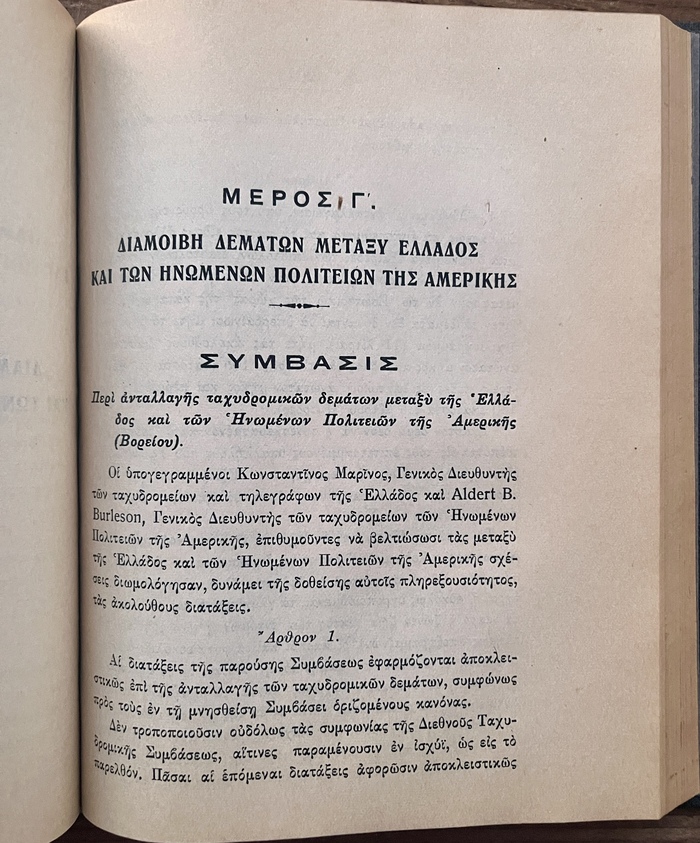 ΜΕΡΟΣ Γʹ.
ΔΙΑΜΟΙΒΗ ΔΕΜΑΤΩΝ ΜΕΤΑΞΥ ΕΛΛΑΔΟΣ
ΚΑΙ ΤΩΝ ΗΝΩΜΕΝΩΝ ΠΟΛΙΤΕΙΩΝ ΤΗΣ ΑΜΕΡΙΚΗΣ
ΣΥΜΒΑΣΙΣ
Περὶ ἀνταλλαγῆς ταχυδρομικῶν δεμάτων μεταξὺ τῆς Ἑλλά-
δος καὶ τῶν Ἡνωμένων Πολιτειῶν τῆς Ἀμερικῆς
(Βορείου).
Οἱ ὑπογεγραμμένοι Κωνσταντῖνος Μαρῖνος, Γενικὸς Διευθυντὴς
τῶν ταχυδρομείων καὶ τηλεγράφων τῆς Ἑλλάδος καὶ Aldert B.
Burleson, Γενικὸς Διευθυντὴς τῶν ταχυδρομείων τῶν Ἡνωμένων
Πολιτειῶν τῆς Ἀμερικῆς, ἐπιθυμοῦντες νὰ βελτιώσωσι τὰς μεταξὺ
τῆς Ἑλλάδος καὶ τῶν Ἡνωμένων Πολιτειῶν τῆς Ἀμερικῆς σχέ-
σεις διωμολόγησαν, δυνάμει τῆς δοθείσης αὐτοῖς πληρεξουσιότητος,
τὰς ἀκολούθους διατάξεις.
Ἄρθρον 1.
Αἱ διατάξεις τῆς παρούσης Συμβάσεως ἐφαρμόζονται ἀποκλει-
στικῶς ἐπὶ τῆς ἀνταλλαγῆς τῶν ταχυδρομικῶν δεμάτων, συμφώνως
πρὸς τοὺς ἐν τῇ μνησθείσῃ Συμβάσει ὁριζομένους κανόνας.
Δὲν τροποποιοῦσιν οὐδόλως τὰς συμφωνίας τῆς Διεθνοῦς Ταχυ-
δρομικῆς Συμβάσεως, αἵτινες παραμένουσιν ἐν ἰσχύϊ, ὡς εἰς τὸ
παρελθόν. Πᾶσαι αἱ ἑπόμεναι διατάξεις ἀφορῶσιν ἀποκλειστικῶς